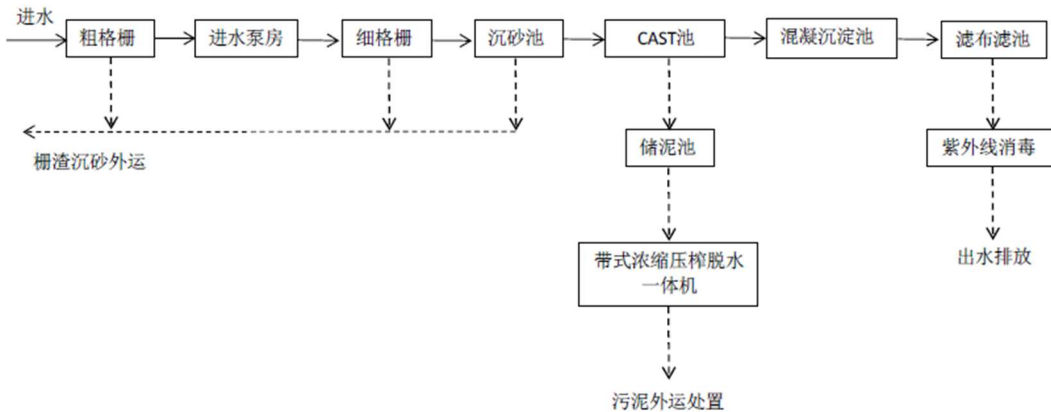 进水
粗格栅
进水泵房
细格栅
沉砂池
CAST池
混凝沉淀池
滤布滤池
栅渣沉砂外运
储泥池
紫外线消毒
带式浓缩压榨脱水
一体机
出水排放
污泥外运处置